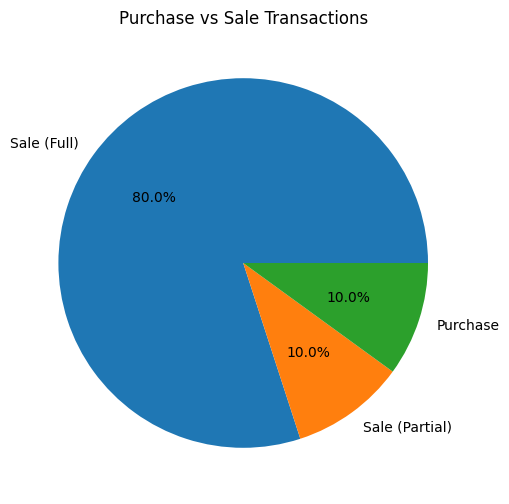 Purchase vs Sale Transactions
Sale (Full)
80.0%
10.0%
Purchase
10.0%
Sale (Partial)